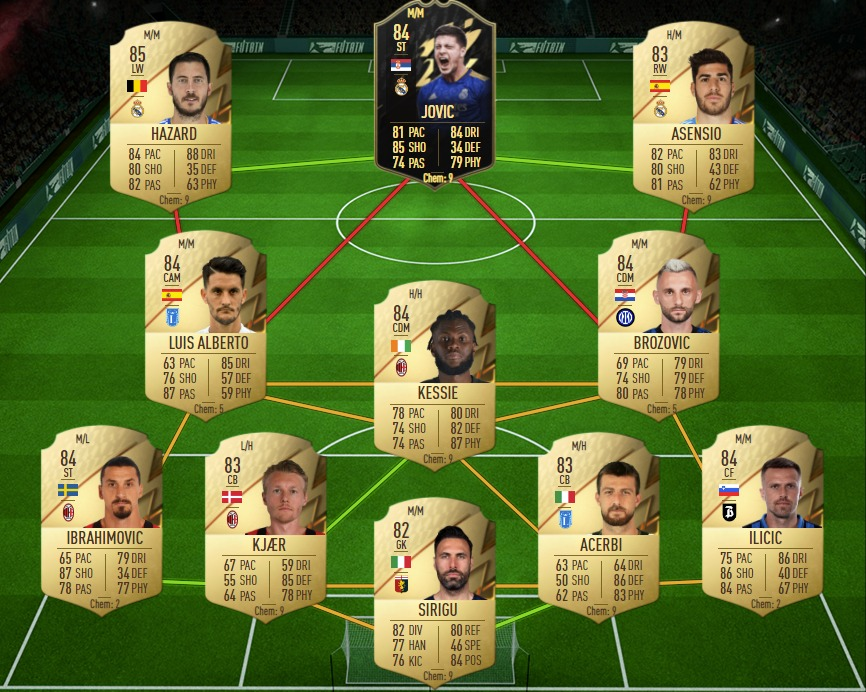 FUTBIN FUTBIN FUTBIN
M/M
84
ST
JOVIC
81 PAC 84 DRI
85 SHO 34 DEF
74 PAS 79 PHY
Chem: 9
M/M
85
LW
HAZARD
84 PAC 88 DRI
80 SHO 35 DEF
82 PAS 63 PHY
Chem: 9
H/M
83
RW
ASENSIO
82 PAC 83 DRI
80 SHO 43 DEF
81 PAS 62 PHY
Chem: 9
M/M
84
CAM
LUIS ALBERTO
63 PAC 85 DRI
76 SHO 57 DEF
87 PAS 59 PHY
Chem: 5
H/H
84
CDM
KESSIE
78 PAC 80 DRI
74 SHO 82 DEF
74 PAS 87 PHY
Chem: 9
M/M
84
CDM
BROZOVIC
69 PAC 79 DRI
74 SHO 79 DEF
80 PAS 78 PHY
Chem: 5
M/L
84
ST
IBRAHIMOVIC
65 PAC 79 DRI
87 SHO 34 DEF
78 PAS 77 PHY
Chem: 2
L/H
83
CB
KJÆR
67 PAC 59 DRI
55 SHO 85 DEF
64 PAS 78 PHY
Chem: 9
M/M
82
GK
SIRIGU
82 DIV 80 REF
77 HAN 46 SPE
76 KIC 84 POS
Chem: 9
M/H
83
CB
ACERBI
63 PAC 64 DRI
50 SHO 86 DEF
62 PAS 83 PHY
Chem: 9
M/M
84
CF
ILICIC
75 PAC 86 DRI
86 SHO 40 DEF
84 PAS 67 PHY
Chem: 2